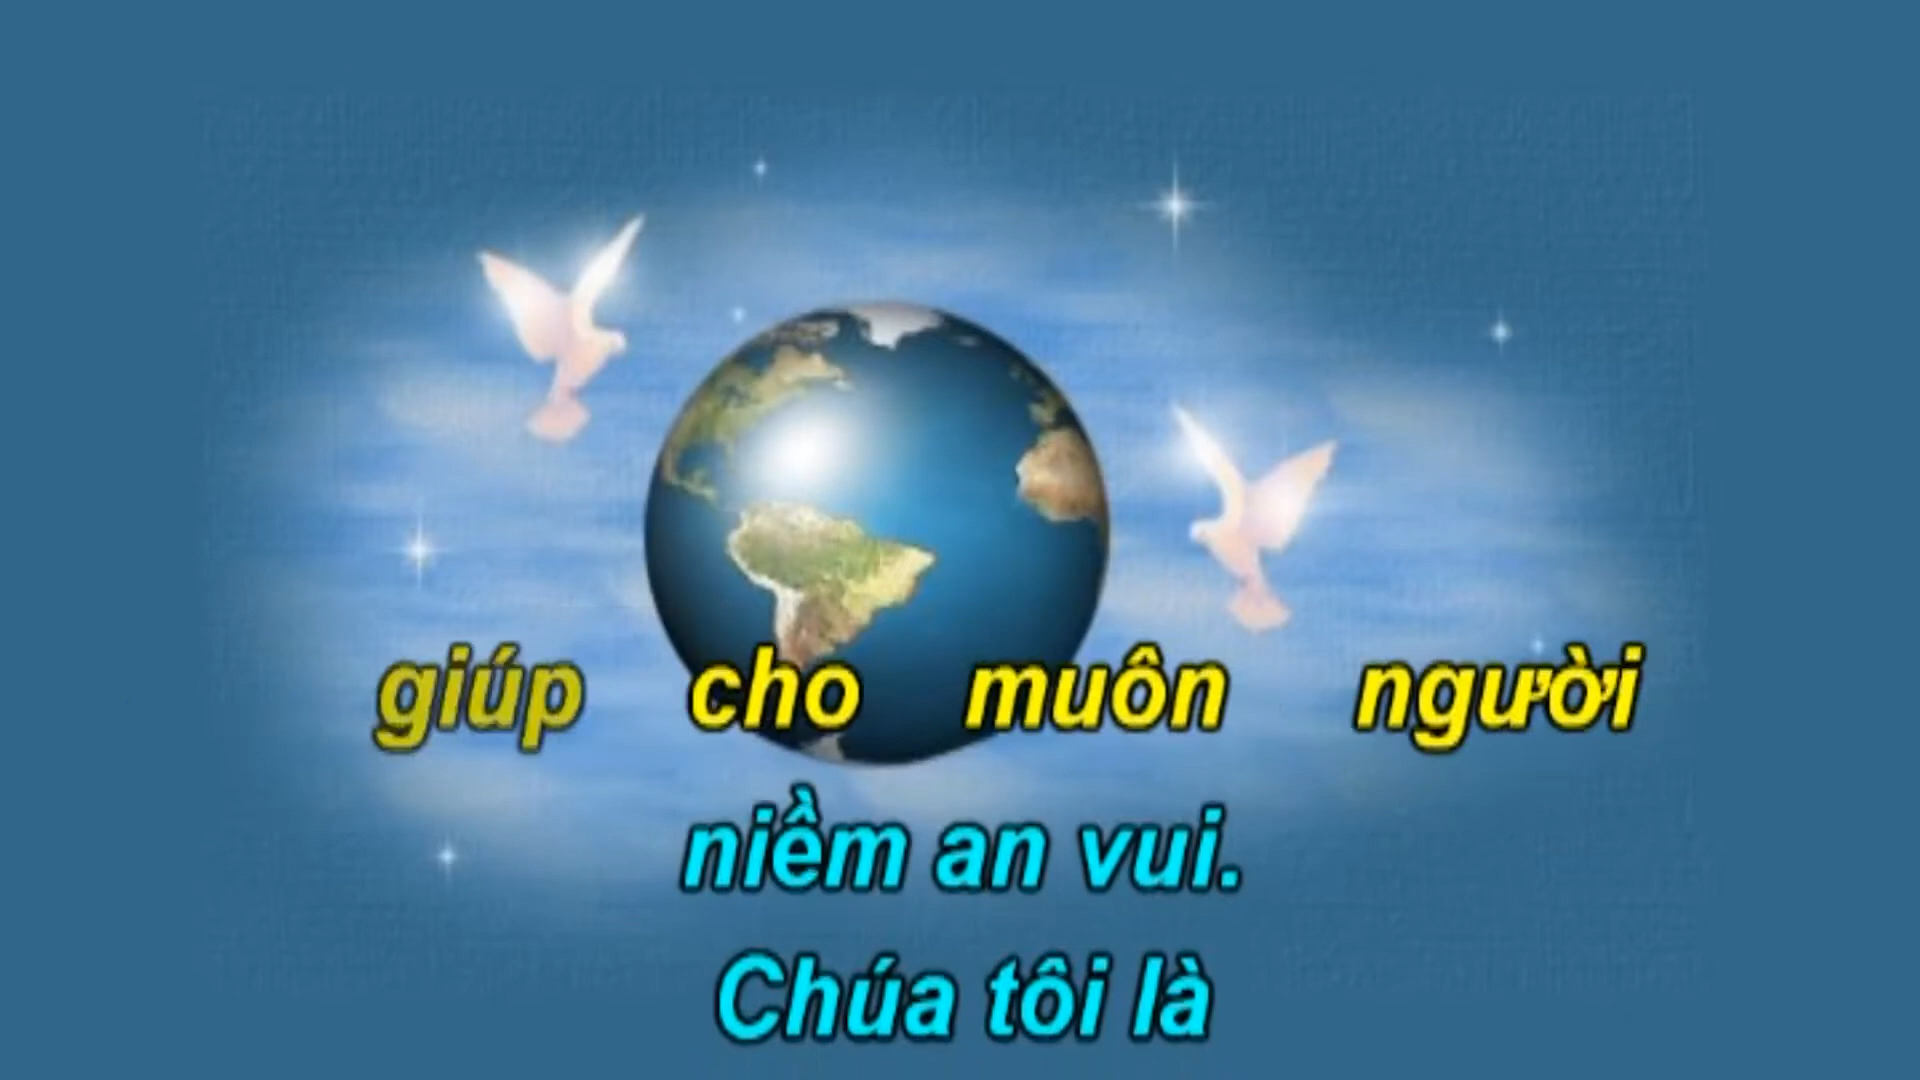 giúp cho muôn người
niềm an vui.
Chúa tôi là